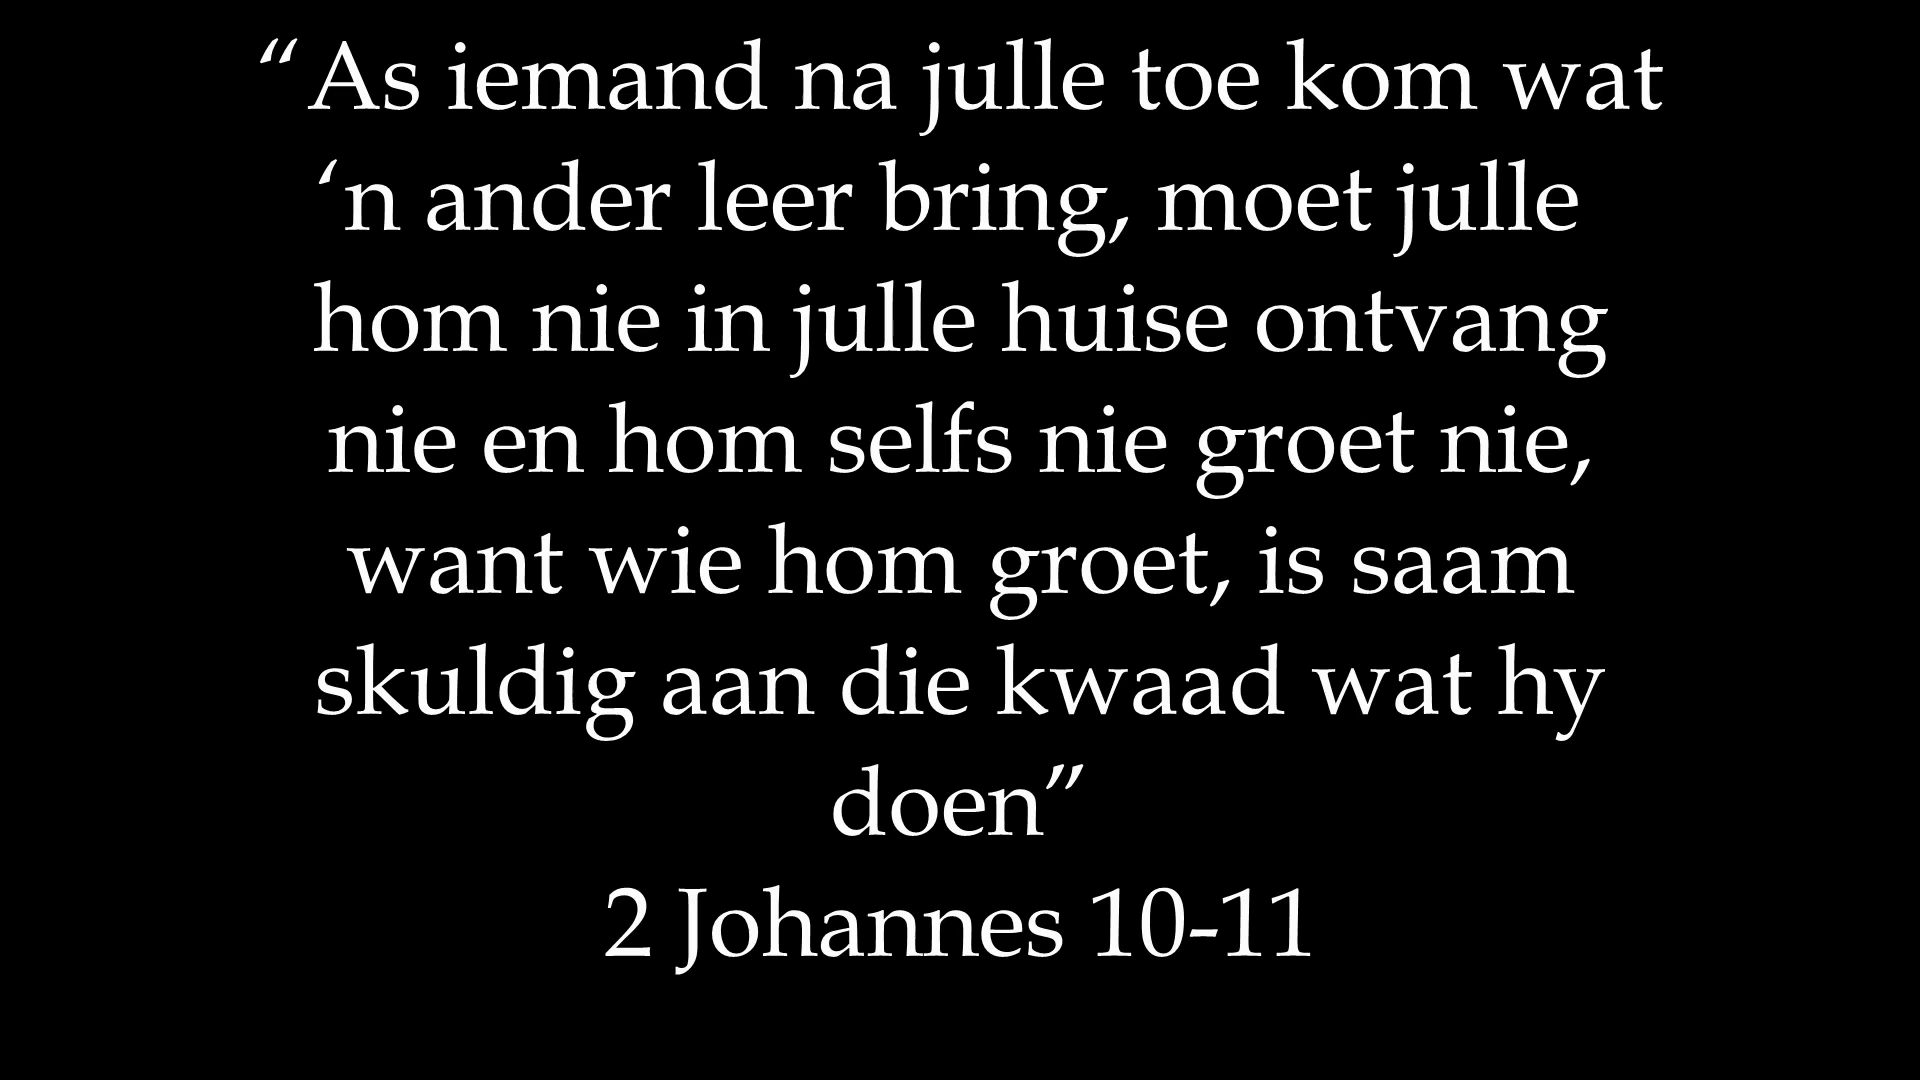 “As iemand na julle toe kom wat
‘n ander leer bring, moet julle
hom nie in julle huise ontvang
nie en hom selfs nie groet nie,
want wie hom groet, is saam
skuldig aan die kwaad wat hy
doen”
2 Johannes 10-11